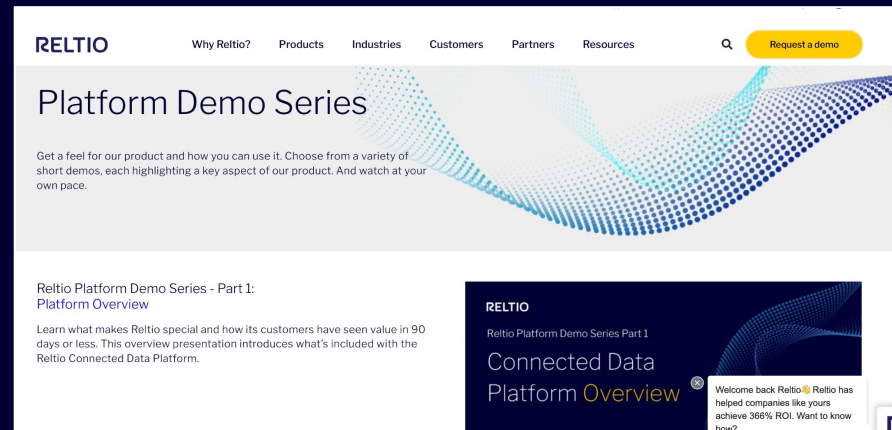 RELTIO
Why Reltio? Products Industries Customers Partners Resources Request a demo
Platform Demo Series
Get a feel for our product and how you can use it. Choose from a variety of
short demos, each highlighting a key aspect of our product. And watch at your
own pace.
Reltio Platform Demo Series - Part 1:
Platform Overview
Learn what makes Reltio special and how its customers have seen value in 90
days or less. This overview presentation introduces what's included with the
Reltio Connected Data Platform.
RELTIO
Reltio Platform Demo Series Part 1
Connected Data
Platform Overview
Welcome back Reltio👋 Reltio has
helped companies like yours
achieve 366% ROI. Want to know
how?